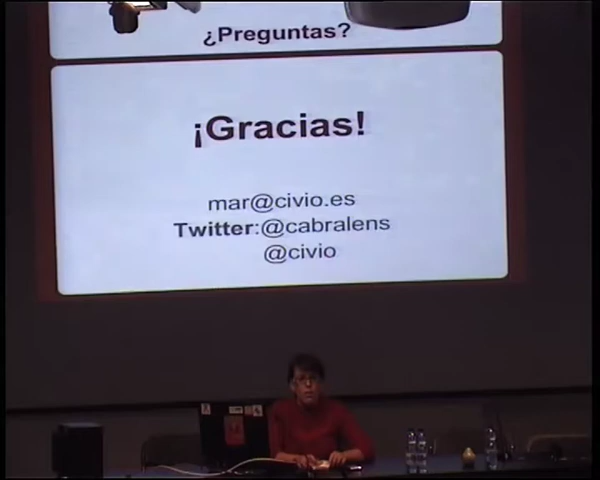 ¿Preguntas?
¡Gracias!
mar@civio.es
Twitter:@cabralens
@civio